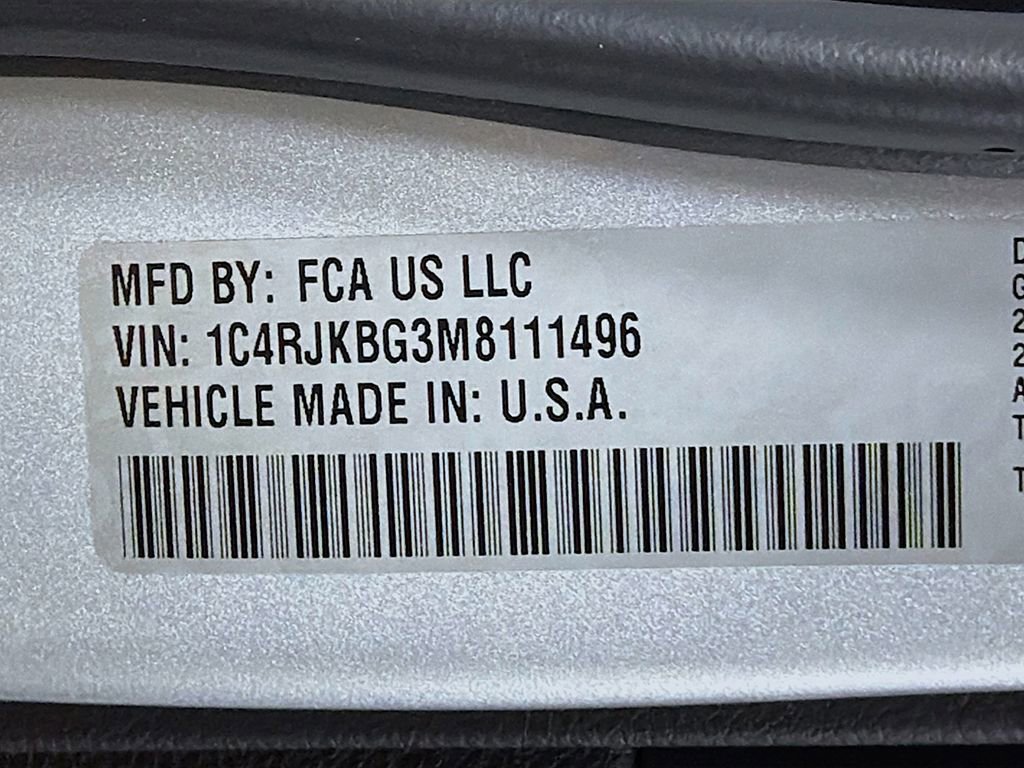 MFD BY: FCA US LLC
VIN: 1C4RJKBG3M8111496
VEHICLE MADE IN: U.S.A.